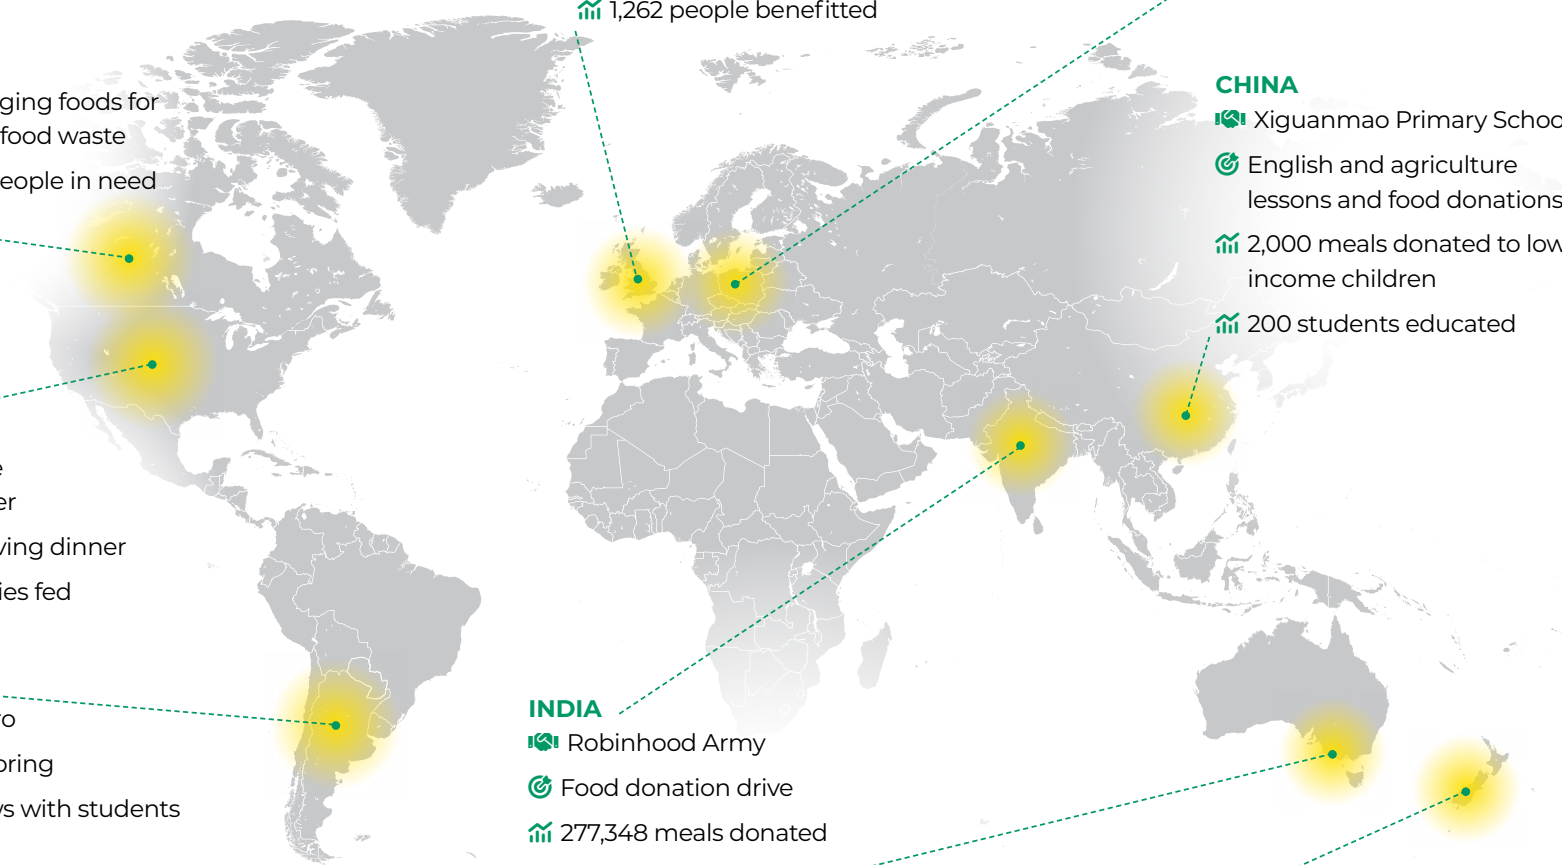 1,262 people benefitted
ging foods for
food waste
eople in need
e
er
ving dinner
ies fed
ro
oring
s with students
CHINA
Xiguanmao Primary Schoo
English and agriculture
lessons and food donations
2,000 meals donated to low
income children
200 students educated
INDIA
Robinhood Army
Food donation drive
277,348 meals donated